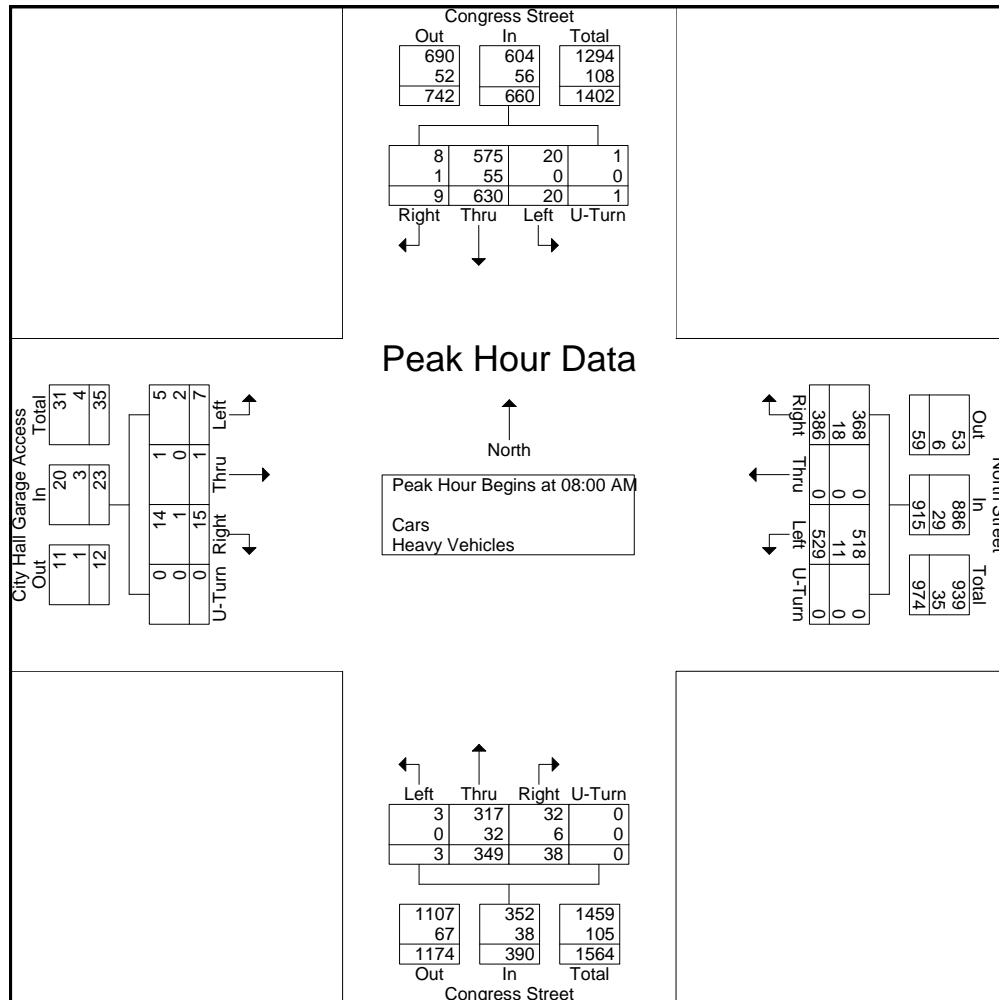 Congress Street
Out In Total
690 604 1294
52 56 108
742 660 1402
8 575 20 1
1 55 0 0
9 630 20 1
Right Thru Left U-Turn
Peak Hour Data
North
Peak Hour Begins at 08:00 AM
Cars
Heavy Vehicles
City Hall Garage Access
Total In Out
31 20 11
4 3 1
35 23 12
5 1 14 0
2 0 1 0
7 1 15 0
Left Thru Right U-Turn
North Street
Out In Total
53 886 939
6 29 35
59 915 974
368 0 518 0
18 0 11 0
386 0 529 0
Right Thru Left U-Turn
Left Thru Right U-Turn
3 317 32 0
0 32 6 0
3 349 38 0
1107 352 1459
67 38 105
1174 390 1564
Out In Total
Congress Street